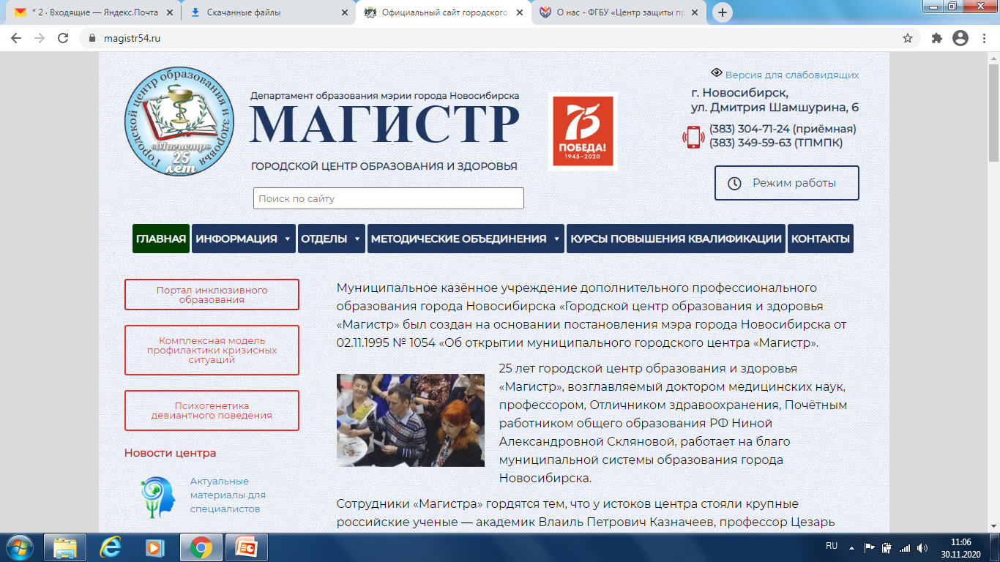 * 2 · Входящие — Яндекс.Почта
Скачанные файлы
Официальный сайт городского
О нас - ФГБУ «Центр защиты пр
magistr54.ru
Городской центр образования и здоровья
«Магистр»
25
лет
Департамент образования мэрии города Новосибирска
МАГИСТР
ГОРОДСКОЙ ЦЕНТР ОБРАЗОВАНИЯ И ЗДОРОВЬЯ
Поиск по сайту
75
ПОБЕДА!
1945–2020
Версия для слабовидящих
г. Новосибирск,
ул. Дмитрия Шамшурина, 6
(383) 304-71-24 (приёмная)
(383) 349-59-63 (ТПМПК)
Режим работы
ГЛАВНАЯ
ИНФОРМАЦИЯ
ОТДЕЛЫ
МЕТОДИЧЕСКИЕ ОБЪЕДИНЕНИЯ
КУРСЫ ПОВЫШЕНИЯ КВАЛИФИКАЦИИ
КОНТАКТЫ
Портал инклюзивного
образования
Комплексная модель
профилактики кризисных
ситуаций
Психогенетика
девиантного поведения
Новости центра
Актуальные
материалы для
специалистов
Муниципальное казённое учреждение дополнительного профессионального
образования города Новосибирска «Городской центр образования и здоровья
«Магистр» был создан на основании постановления мэра города Новосибирска от
02.11.1995 № 1054 «Об открытии муниципального городского центра «Магистр».
25 лет городской центр образования и здоровья
«Магистр», возглавляемый доктором медицинских наук,
профессором, Отличником здравоохранения, Почётным
работником общего образования РФ Ниной
Александровной Скляновой, работает на благо
муниципальной системы образования города
Новосибирска.
Сотрудники «Магистра» гордятся тем, что у истоков центра стояли крупные
российские ученые — академик Влаиль Петрович Казначеев, профессор Цезарь
RU
11:06
30.11.2020